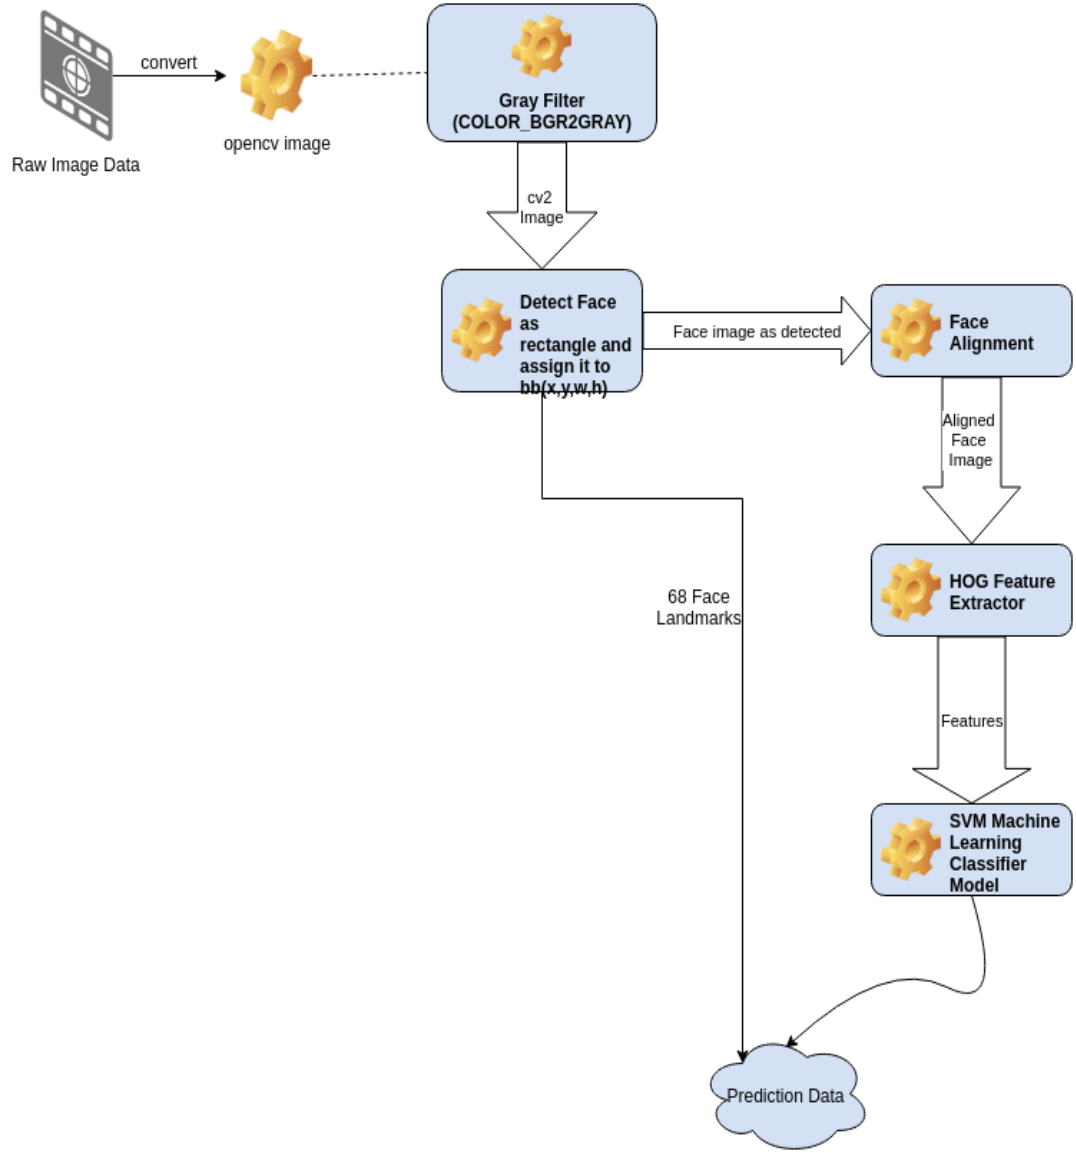 convert
Raw Image Data
opencv image
Gray Filter
(COLOR_BGR2GRAY)
cv2
Image
Detect Face
as
rectangle and
assign it to
bb(x,y,w,h)
Face image as detected
Face
Alignment
Aligned
Face
Image
HOG Feature
Extractor
68 Face
Landmarks
Features
SVM Machine
Learning
Classifier
Model
Prediction Data